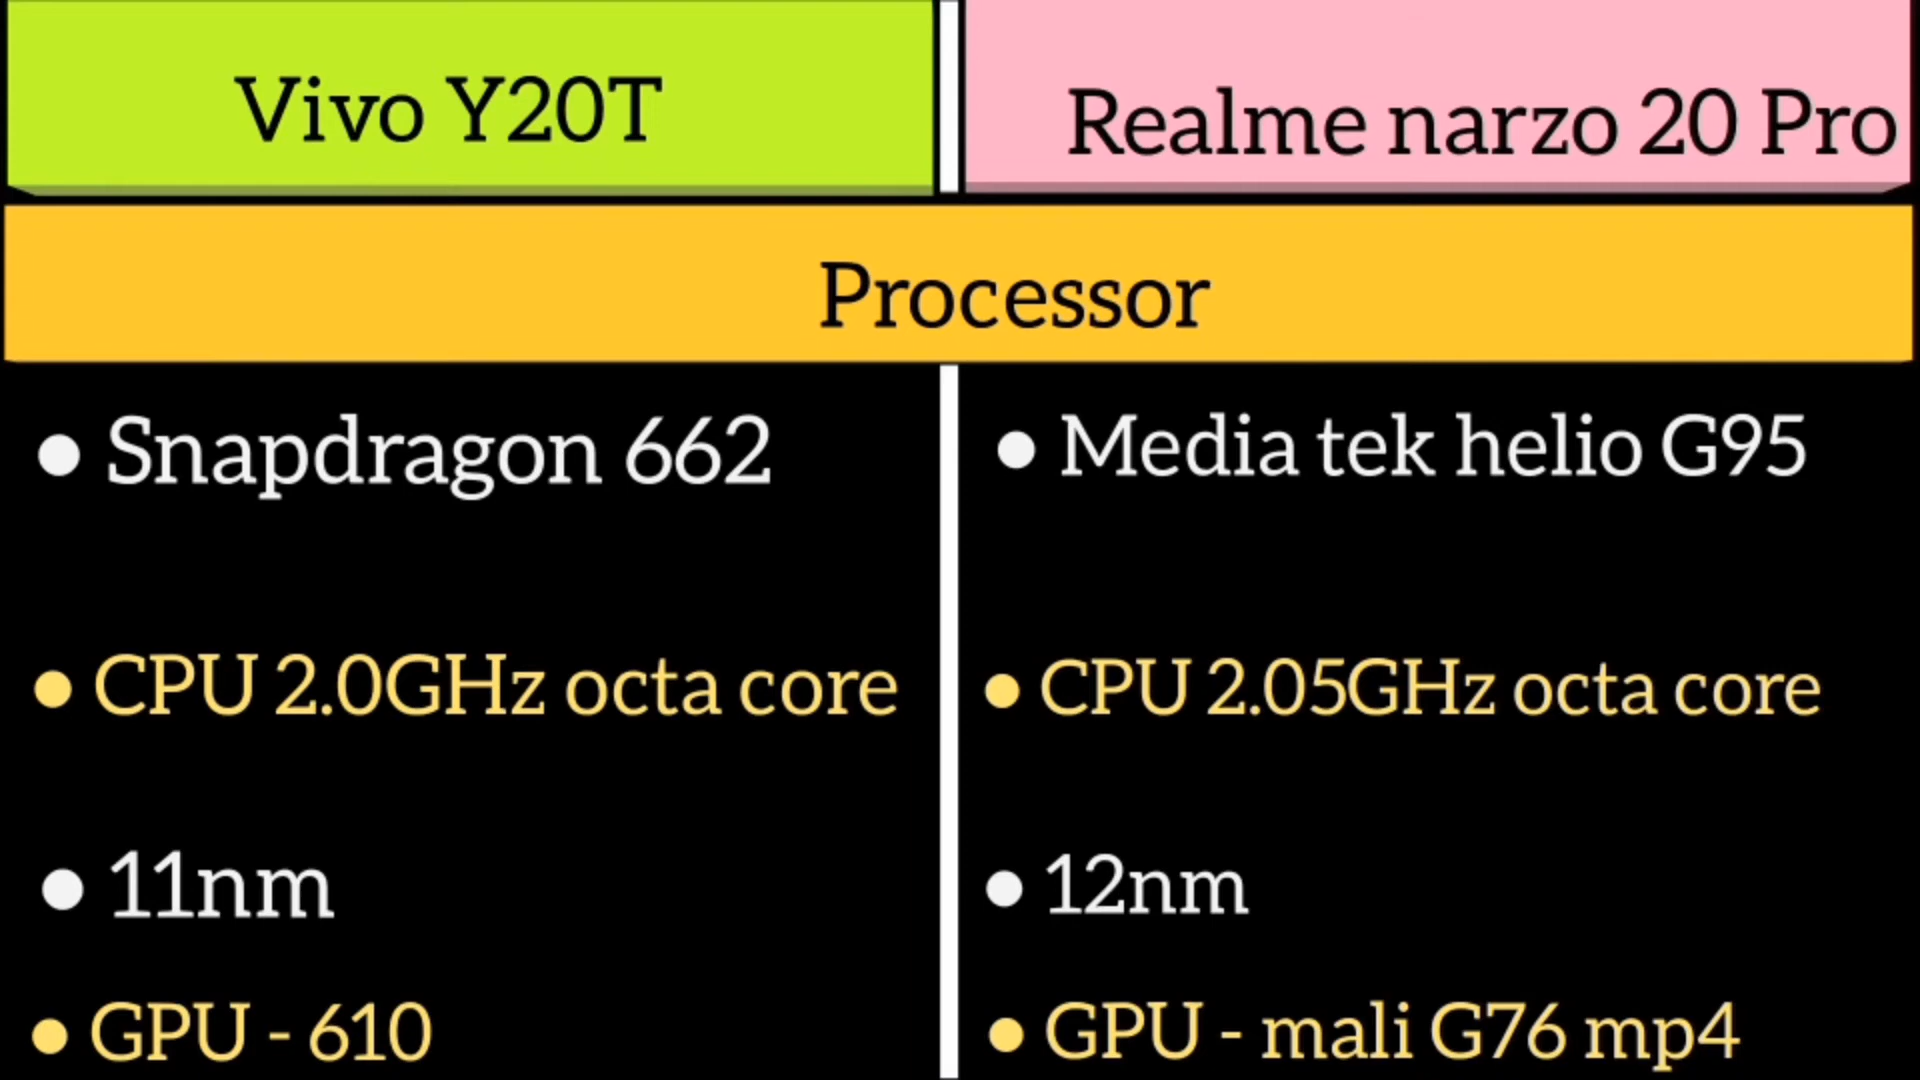 Vivo Y20T
Realme narzo 20 Pro
Processor
• Snapdragon 662
• Media tek helio G95
• CPU 2.0GHz octa core
• CPU 2.05GHz octa core
• 11nm
• 12nm
• GPU - 610
• GPU - mali G76 mp4